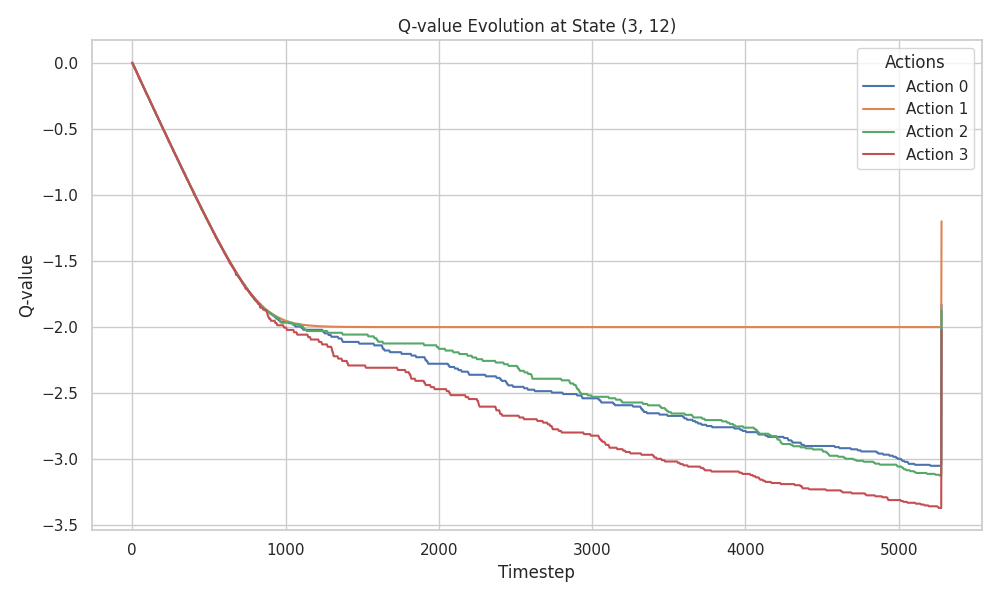 Q-value Evolution at State (3, 12)
Actions
Action 0
Action 1
Action 2
Action 3
Q-value
0.0
−0.5
−1.0
−1.5
−2.0
−2.5
−3.0
−3.5
0 1000 2000 3000 4000 5000
Timestep